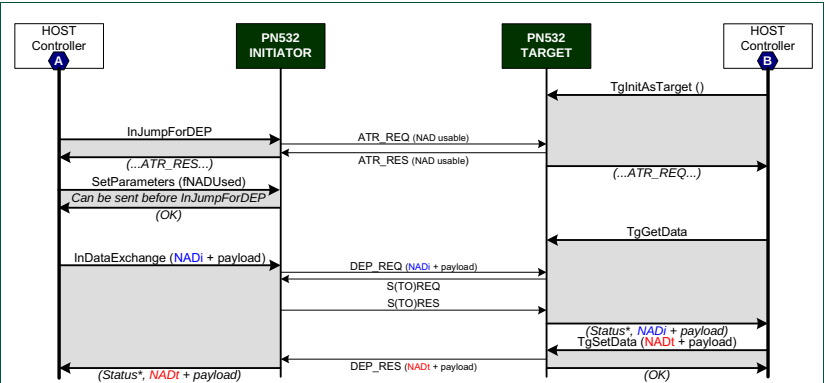 HOST
Controller
A
PN532
INITIATOR
PN532
TARGET
HOST
Controller
B
TgInitAsTarget ()
InJumpForDEP
ATR_REQ (NAD usable)
ATR_RES (NAD usable)
(...ATR_RES...)
(...ATR_REQ...)
SetParameters (fNADUsed)
Can be sent before InJumpForDEP
(OK)
TgGetData
InDataExchange (NADi + payload)
DEP_REQ (NADi + payload)
S(TO)REQ
S(TO)RES
(Status*, NADi + payload)
TgSetData (NADt + payload)
DEP_RES (NADt + payload)
(Status*, NADt + payload)
(OK)